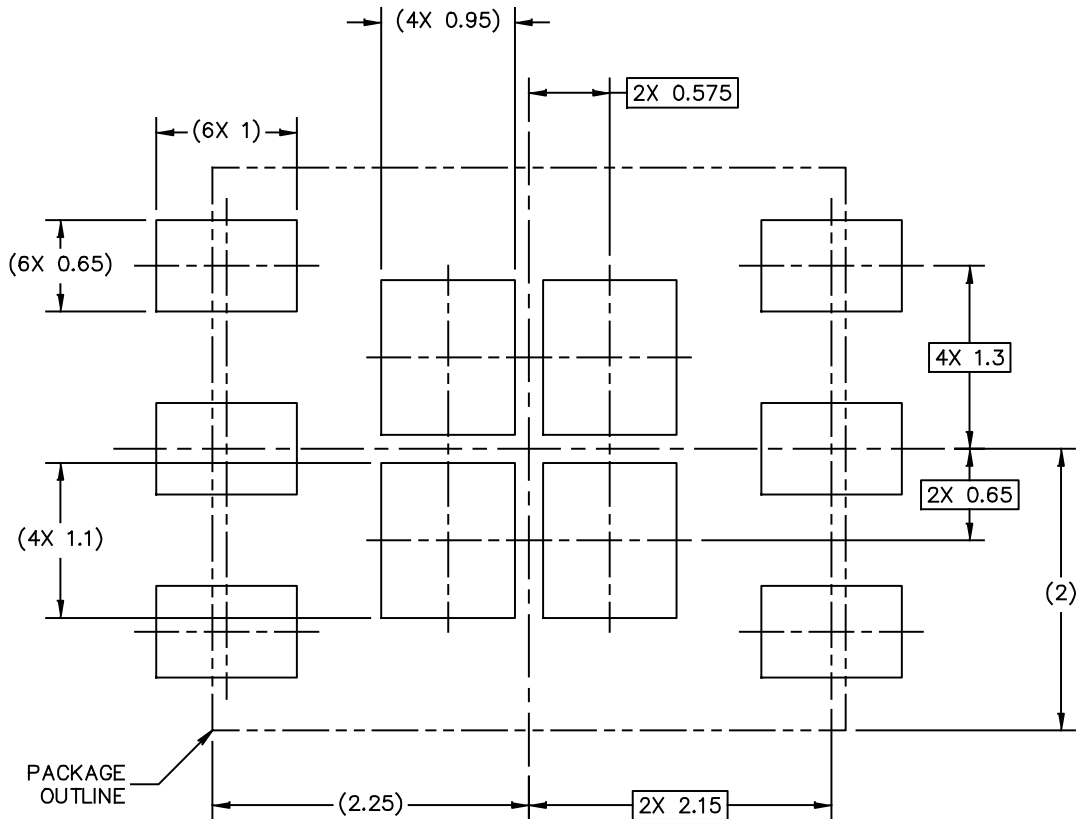 (4X 0.95)
2X 0.575
(6X 1)
(6X 0.65)
4X 1.3
2X 0.65
(4X 1.1)
(2)
PACKAGE
OUTLINE
(2.25)
2X 2.15